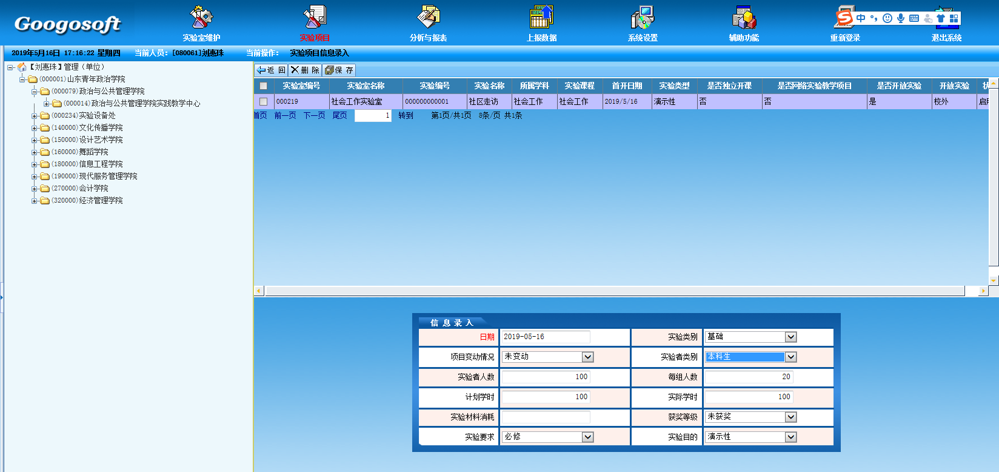 Googosoft
实验室维护 实验项目 分析与报表 上报数据 系统设置 辅助功能 重新登录 退出系统
中
2019年5月16日 17:16:22 星期四 当前人员：[080061]刘惠珠 当前操作： 实验项目信息录入
【刘惠珠】管理（单位）
(000001)山东青年政治学院
(000079)政治与公共管理学院
(000014)政治与公共管理学院实践教学中心
(000234)实验设备处
(140000)文化传播学院
(150000)设计艺术学院
(160000)舞蹈学院
(180000)信息工程学院
(190000)现代服务管理学院
(270000)会计学院
(320000)经济管理学院
返 回 删 除 保 存
实验室编号 实验室名称 实验编号 实验名称 所属学科 实验课程 首开日期 实验类型 是否独立开课 是否网络实验教学项目 是否开放实验 开放实验
000219 社会工作实验室 000000000001 社区走访 社会工作 社会工作 2019/5/16 演示性 否 否 是 校外
首页 前一页 下一页 尾页 1 转到 第1页/共1页 8条/页 共1条
信 息 录 入
日期 2019-05-16 实验类别 基础
项目变动情况 未变动 实验者类别 本科生
实验者人数 100 每组人数 20
计划学时 100 实际学时 100
实验材料消耗 获奖等级 未获奖
实验要求 必修 实验目的 演示性